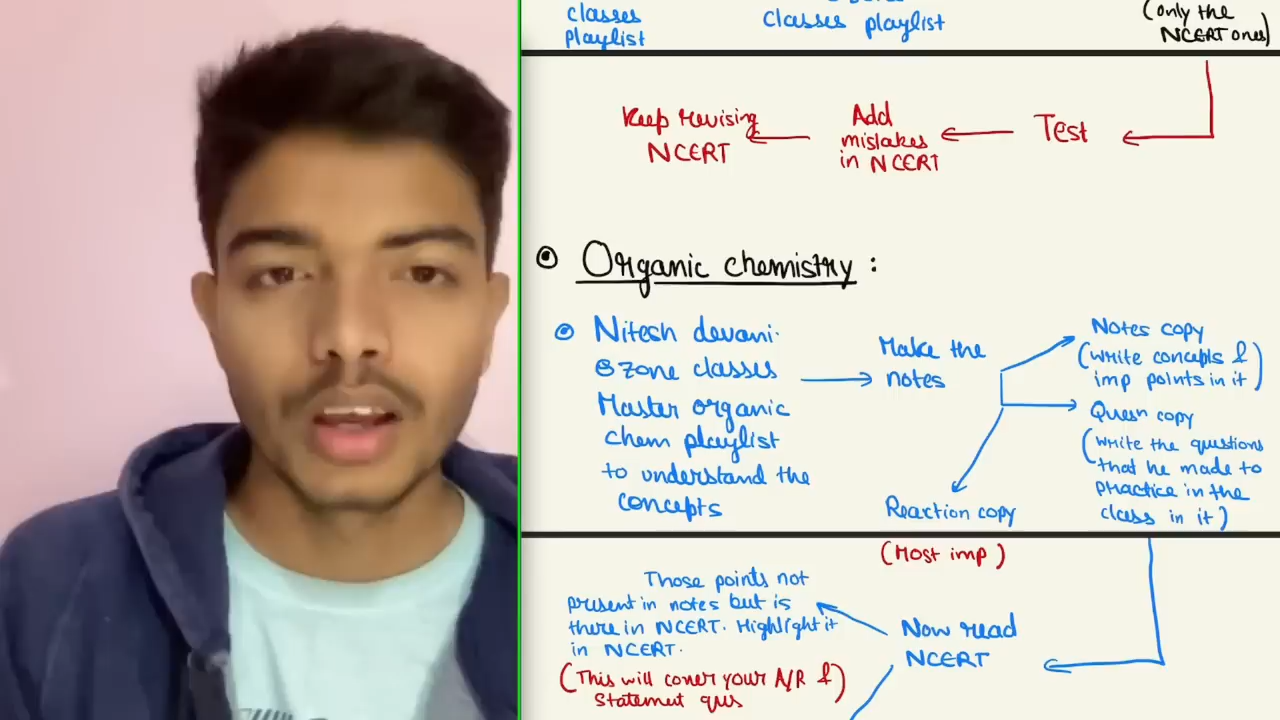 classes
playlist
classes playlist
(only the
NCERT ones)
Keep revising
NCERT
Add
mistakes
in NCERT
Test
Organic chemistry :
Nitesh devani
@zone classes
Master organic
chem playlist
to understand the
concepts
Make the
notes
Notes copy
(write concepts &
imp points in it)
Quesn copy
(write the questions
that he made to
practice in the
class in it)
Reaction copy
(Most imp)
Those points not
present in notes but is
there in NCERT. Highlight it
in NCERT.
(This will cover your A/R &
Statement qus)
Now read
NCERT